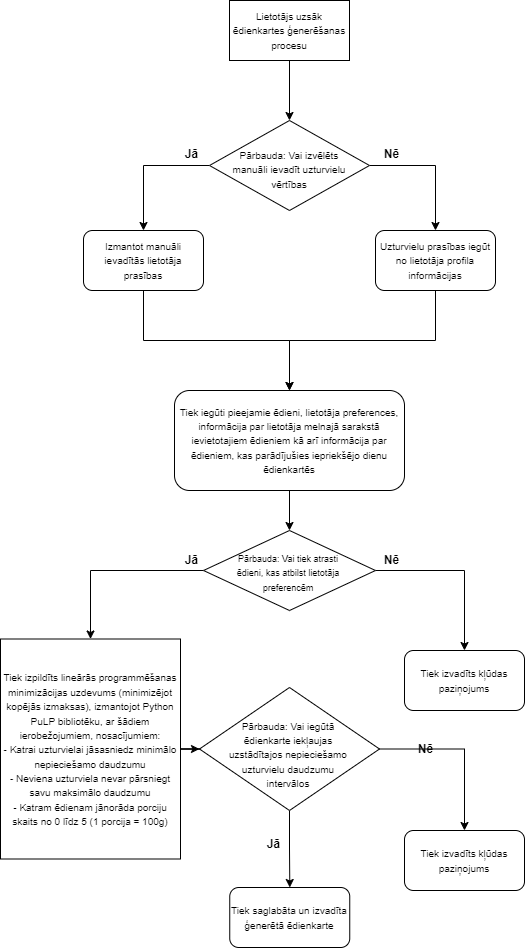 Lietotājs uzsāk
ēdienkartes ģenerēšanas
procesu
Jā
Nē
Pārbauda: Vai izvēlēts
manuāli ievadīt uzturvielu
vērtības
Izmantot manuāli
ievadītās lietotāja
prasības
Uzturvielu prasības iegūt
no lietotāja profila
informācijas
Tiek iegūti pieejamie ēdieni, lietotāja preferences,
informācija par lietotāja melnajā sarakstā
ievietotajiem ēdieniem kā arī informācija par
ēdieniem, kas parādījušies iepriekšējo dienu
ēdienkartēs
Jā
Nē
Pārbauda: Vai tiek atrasti
ēdieni, kas atbilst lietotāja
preferencēm
Tiek izvadīts kļūdas
paziņojums
Tiek izpildīts lineārās programmēšanas
minimizācijas uzdevums (minimizējot
kopējās izmaksas), izmantojot Python
PuLP bibliotēku, ar šādiem
ierobežojumiem, nosacījumiem:
- Katrai uzturvielai jāsasniedz minimālo
nepieciešamo daudzumu
- Neviena uzturviela nevar pārsniegt
savu maksimālo daudzumu
- Katram ēdienam jānorāda porciju
skaits no 0 līdz 5 (1 porcija = 100g)
Pārbauda: Vai iegūtā
ēdienkarte iekļaujas
uzstādītajos nepieciešamo
uzturvielu daudzumu
intervālos
Nē
Jā
Tiek izvadīts kļūdas
paziņojums
Tiek saglabāta un izvadīta
ģenerētā ēdienkarte